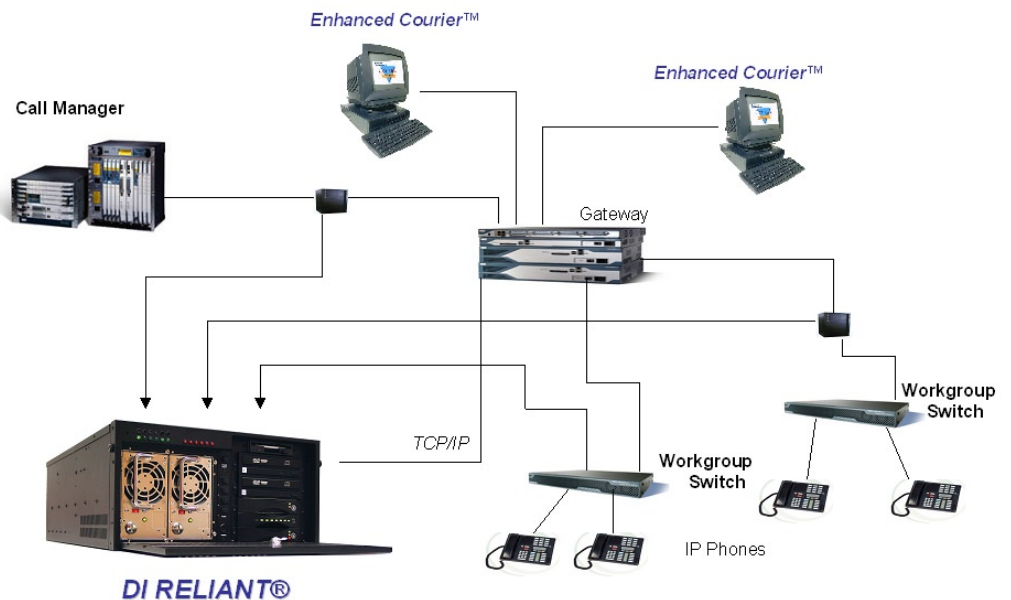 Enhanced Courier™
Enhanced Courier™
Call Manager
Gateway
Workgroup
Switch
TCP/IP
Workgroup
Switch
IP Phones
DI RELIANT®